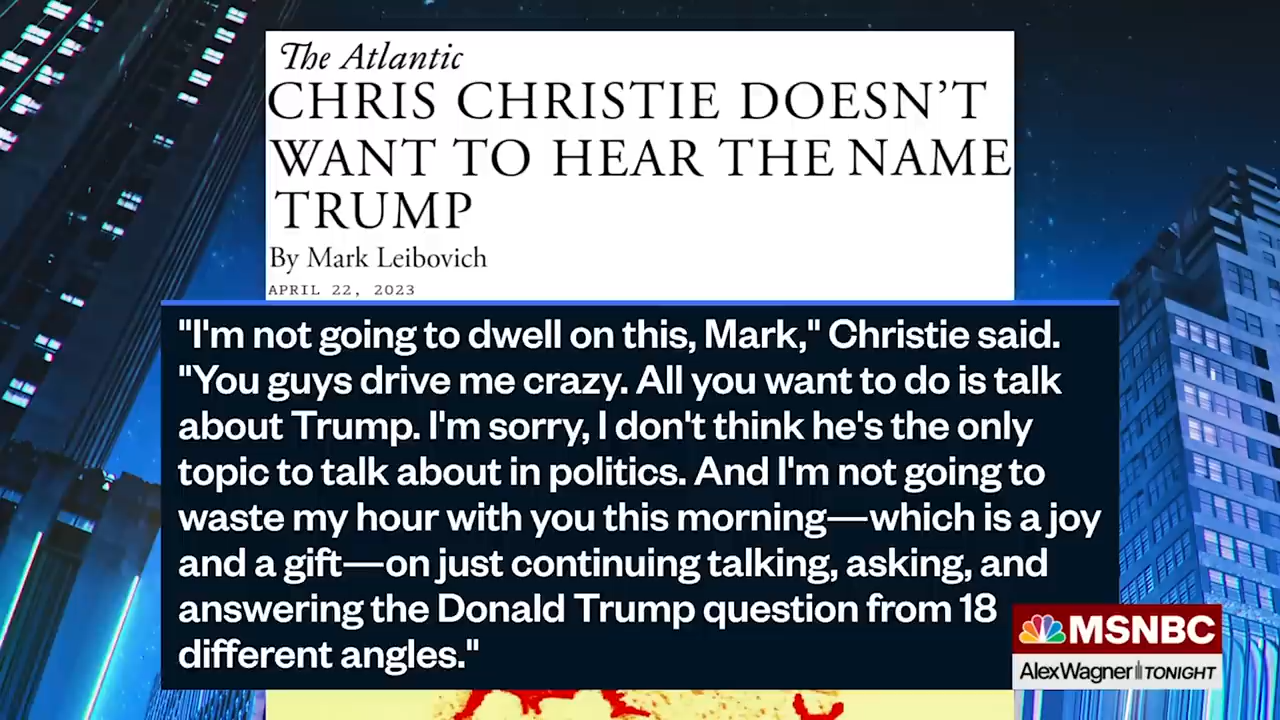 The Atlantic
CHRIS CHRISTIE DOESN'T
WANT TO HEAR THE NAME
TRUMP
By Mark Leibovich
APRIL 22, 2023
"I'm not going to dwell on this, Mark," Christie said.
"You guys drive me crazy. All you want to do is talk
about Trump. I'm sorry, I don't think he's the only
topic to talk about in politics. And I'm not going to
waste my hour with you this morning—which is a joy
and a gift—on just continuing talking, asking, and
answering the Donald Trump question from 18
different angles."
MSNBC
AlexWagner TONIGHT